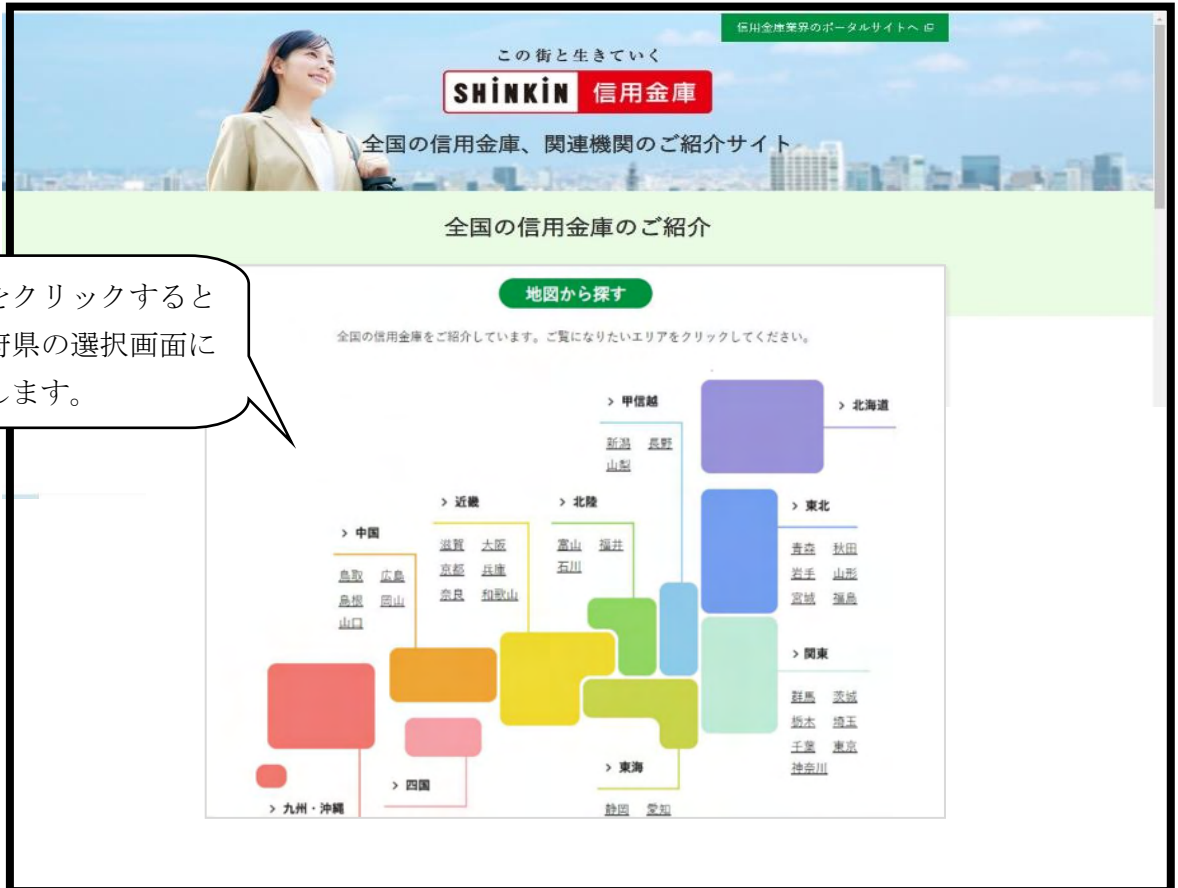 信用金庫業界のポータルサイトへ
この街と生きていく
SHINKIN 信用金庫
全国の信用金庫、関連機関のご紹介サイト
全国の信用金庫のご紹介
をクリックすると
府県の選択画面に
します。
地図から探す
全国の信用金庫をご紹介しています。ご覧になりたいエリアをクリックしてください。
> 甲信越
新潟 長野
山梨
> 北海道
> 近畿
滋賀 大阪
京都 兵庫
奈良 和歌山
> 北陸
富山 福井
石川
> 東北
青森 秋田
岩手 山形
宮城 福島
> 中国
鳥取 広島
島根 岡山
山口
> 関東
群馬 茨城
栃木 埼玉
千葉 東京
神奈川
> 東海
静岡 愛知
> 四国
> 九州・沖縄